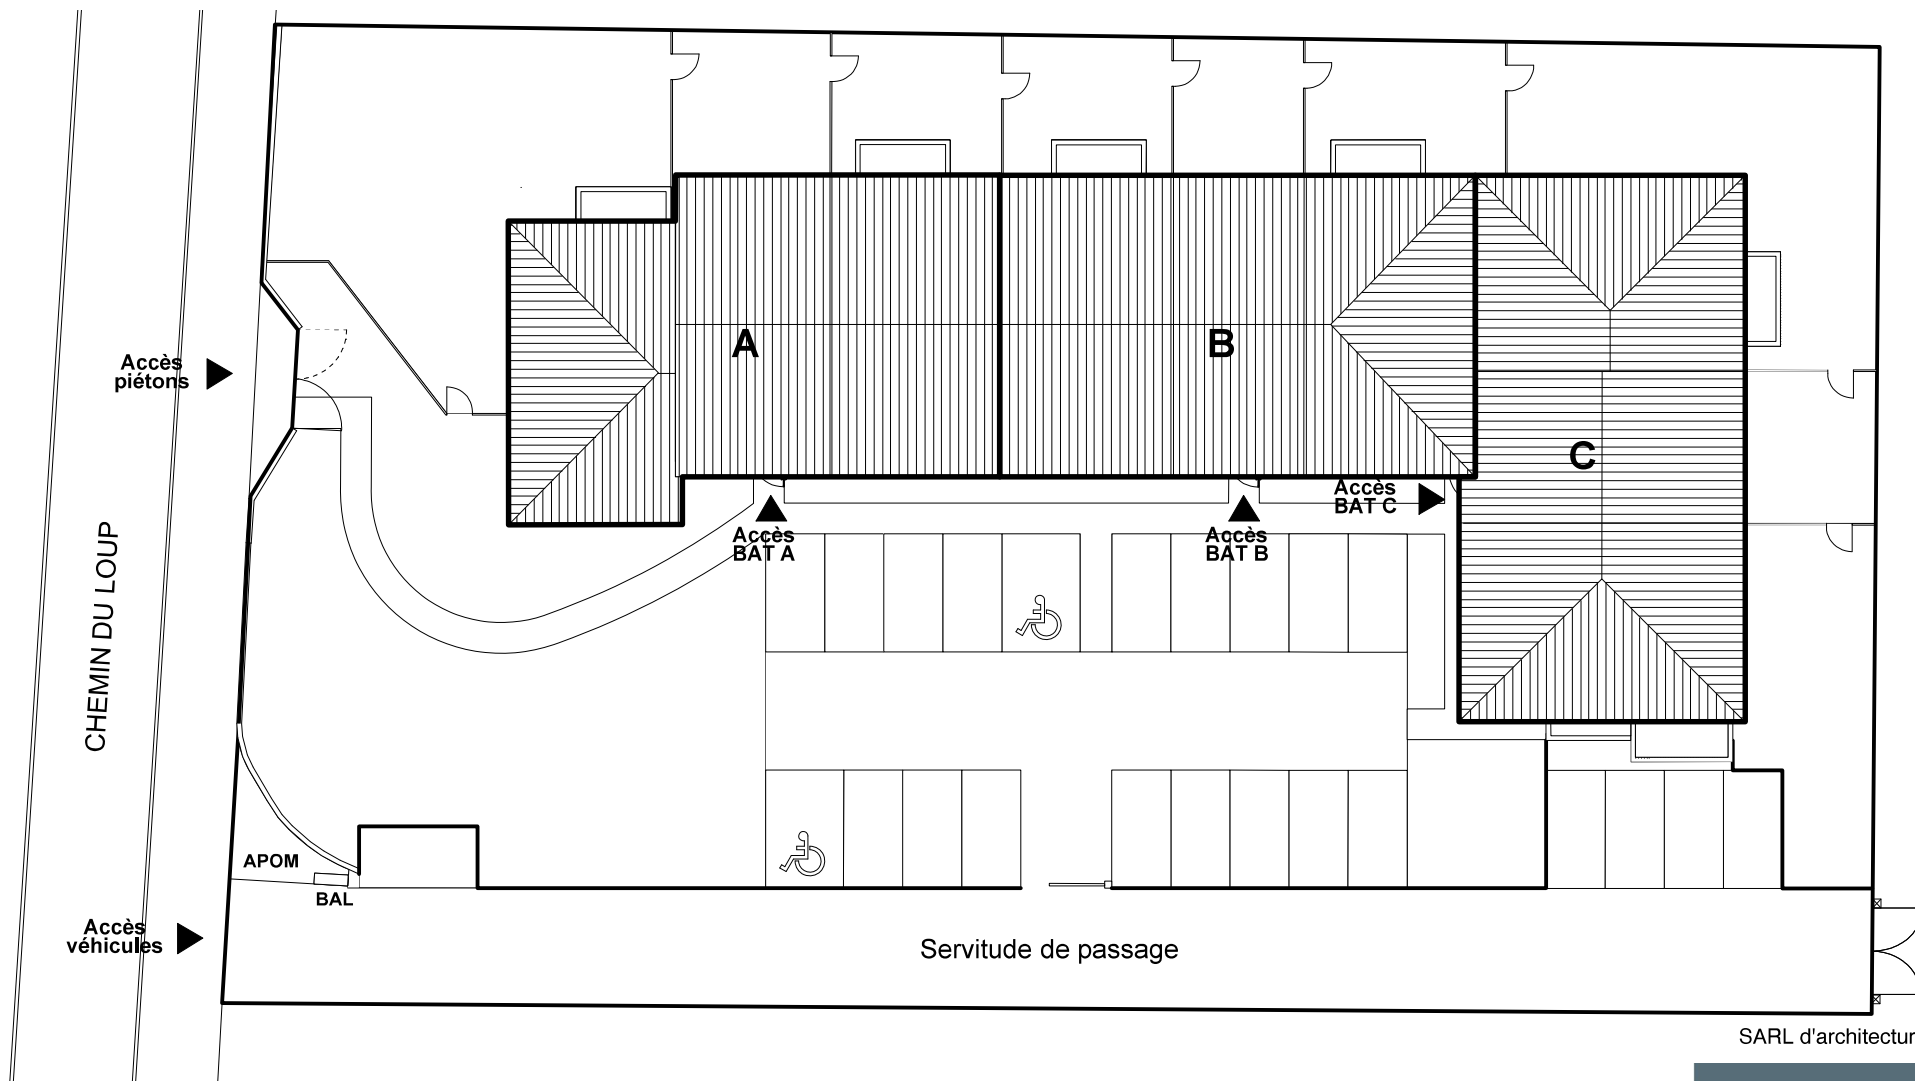 A
B
C
Accès
piétons
Accès
BAT C
Accès
BAT A
Accès
BAT B
CHEMIN DU LOUP
APOM
BAL
Accès
véhicules
Servitude de passage
SARL d'architectur